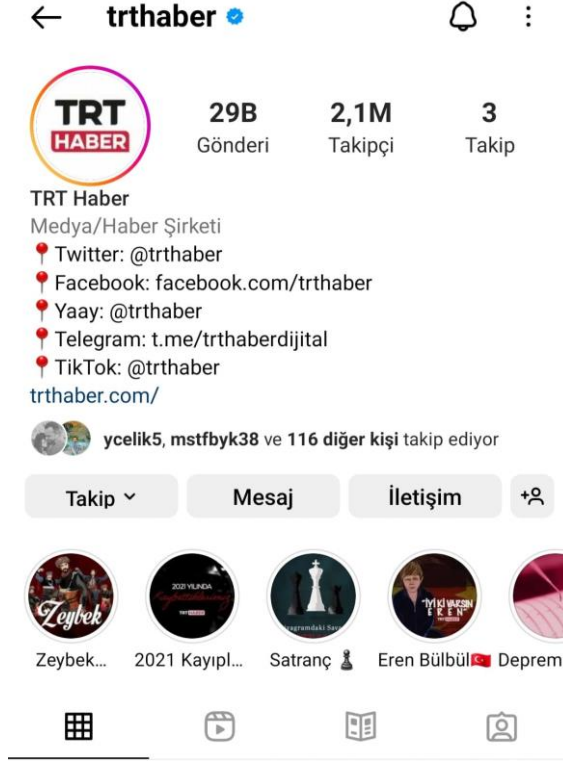 trthaber
TRT
HABER
29B 2,1M 3
Gönderi Takipçi Takip
TRT Haber
Medya/Haber Şirketi
Twitter: @trthaber
Facebook: facebook.com/trthaber
Yaay: @trthaber
Telegram: t.me/trthaberdijital
TikTok: @trthaber
trthaber.com/
ycelik5, mstfbyk38 ve 116 diğer kişi takip ediyor
Takip Mesaj İletişim
Zeybek
2021 YILINDA
"İYİ Kİ VARSIN
EREN"
Zeybek... 2021 Kayıpl... Satranç Eren Bülbül Deprem